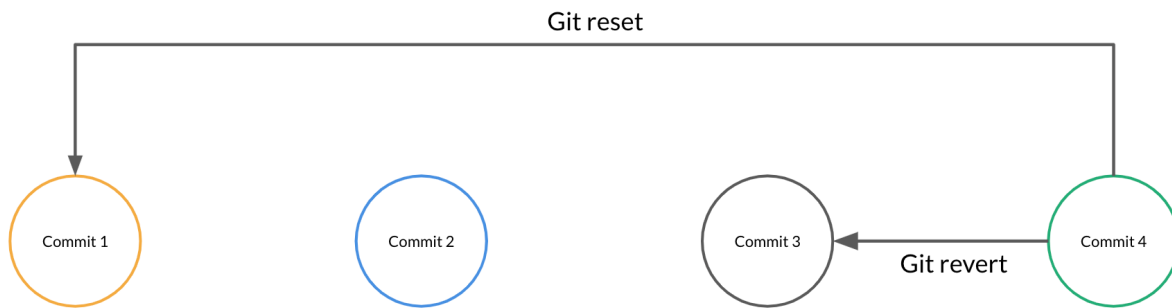 Git reset
Commit 1
Commit 2
Commit 3
Commit 4
Git revert